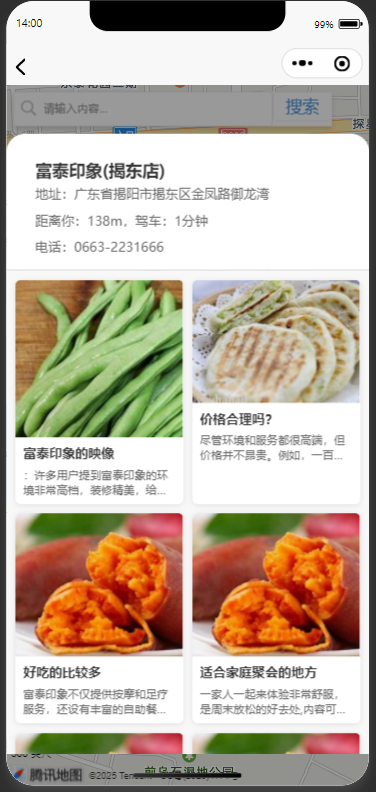 14:00
99%
请输入内容...
搜索
富泰印象(揭东店)
地址：广东省揭阳市揭东区金凤路御龙湾
距离你：138m，驾车：1分钟
电话：0663-2231666
富泰印象的映像
：许多用户提到富泰印象的环
境非常高档，装修精美，给...
价格合理吗?
尽管环境和服务都很高端，但
价格并不昂贵。例如，一百...
好吃的比较多
富泰印象不仅提供按摩和足疗
服务，还设有丰富的自助餐...
适合家庭聚会的地方
一家人一起来体验非常舒服，
是周末放松的好去处,内容可...
腾讯地图
©2025 Tencent